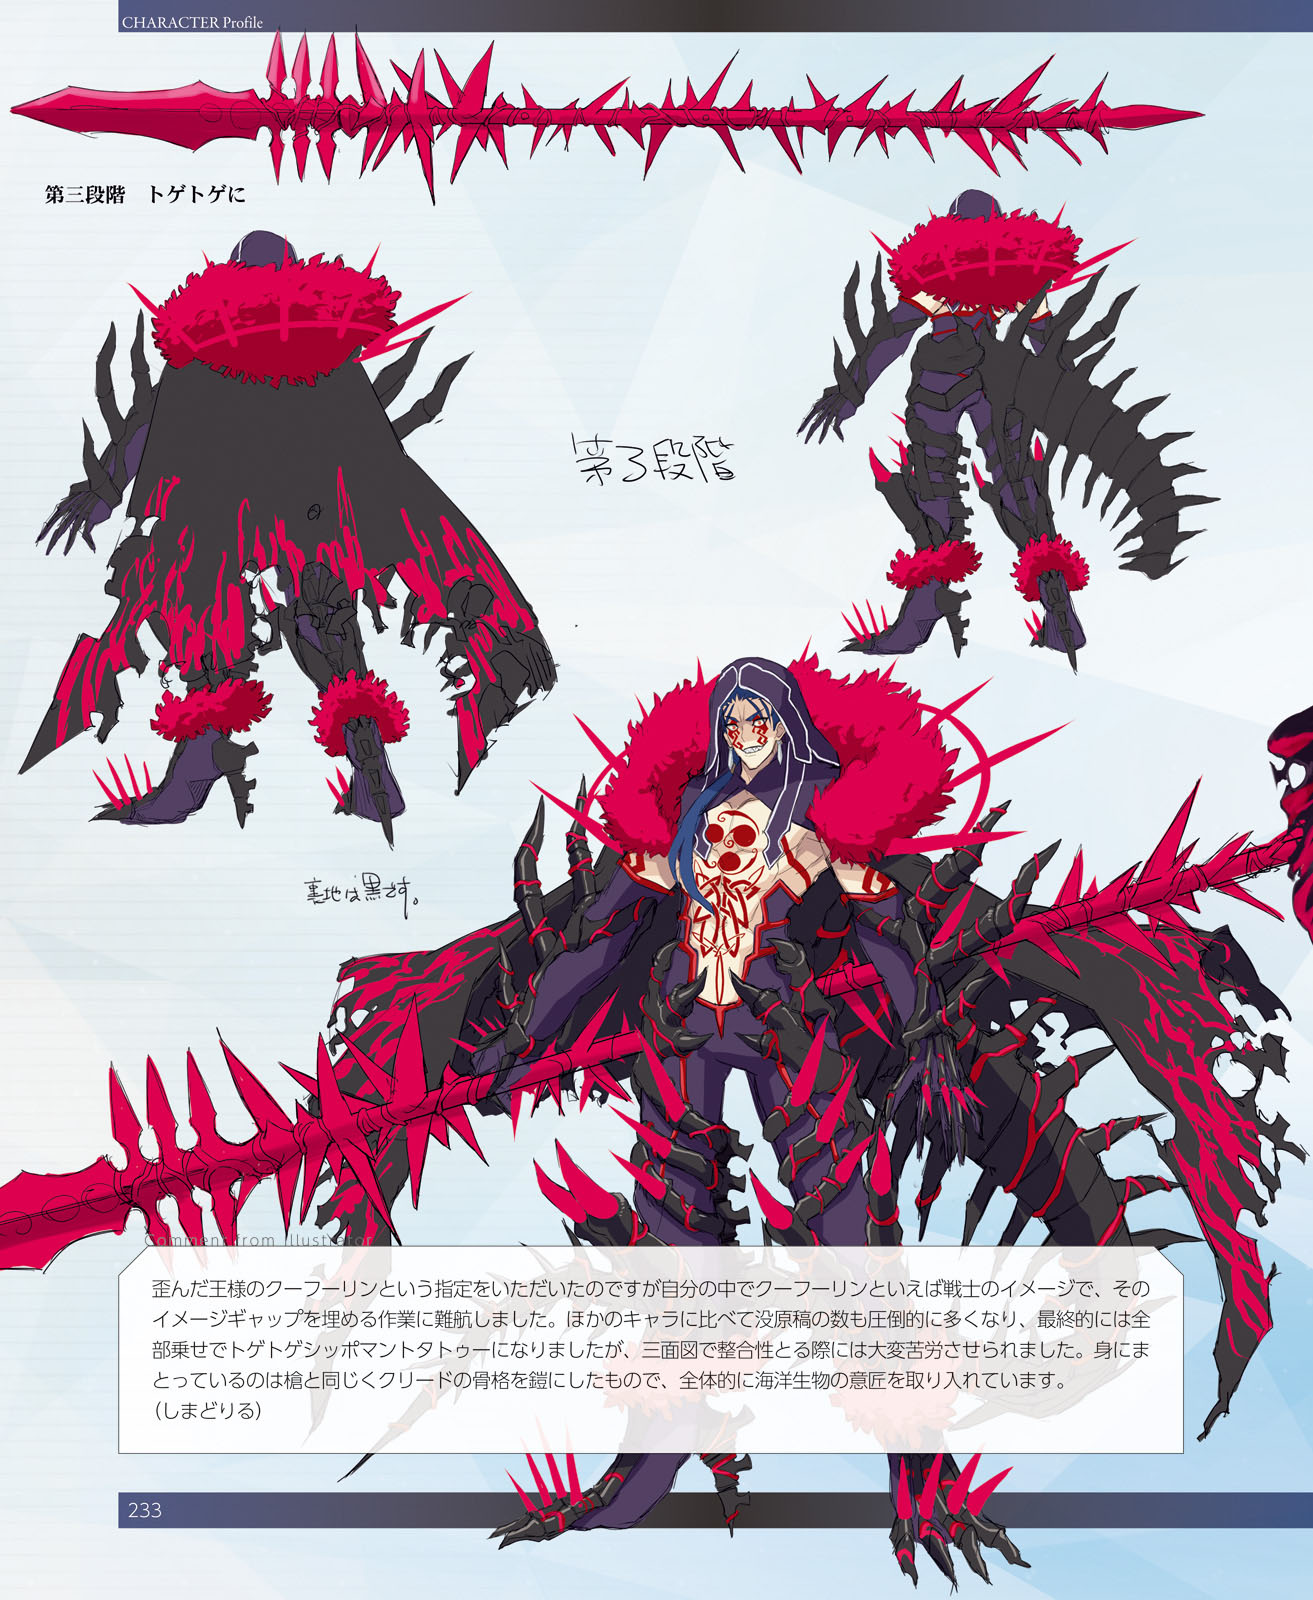 CHARACTER Profile
第三段階　トゲトゲに
第3段階
裏地は黒です。
Comment from illustrator
歪んだ王様のクーフーリンという指定をいただいたのですが自分の中でクーフーリンといえば戦士のイメージで、その
イメージギャップを埋める作業に難航しました。ほかのキャラに比べて没原稿の数も圧倒的に多くなり、最終的には全
部乗せでトゲトゲシッポマントタトゥーになりましたが、三面図で整合性とる際には大変苦労させられました。身にま
とっているのは槍と同じくクリードの骨格を鎧にしたもので、全体的に海洋生物の意匠を取り入れています。
（しまどりる）
233